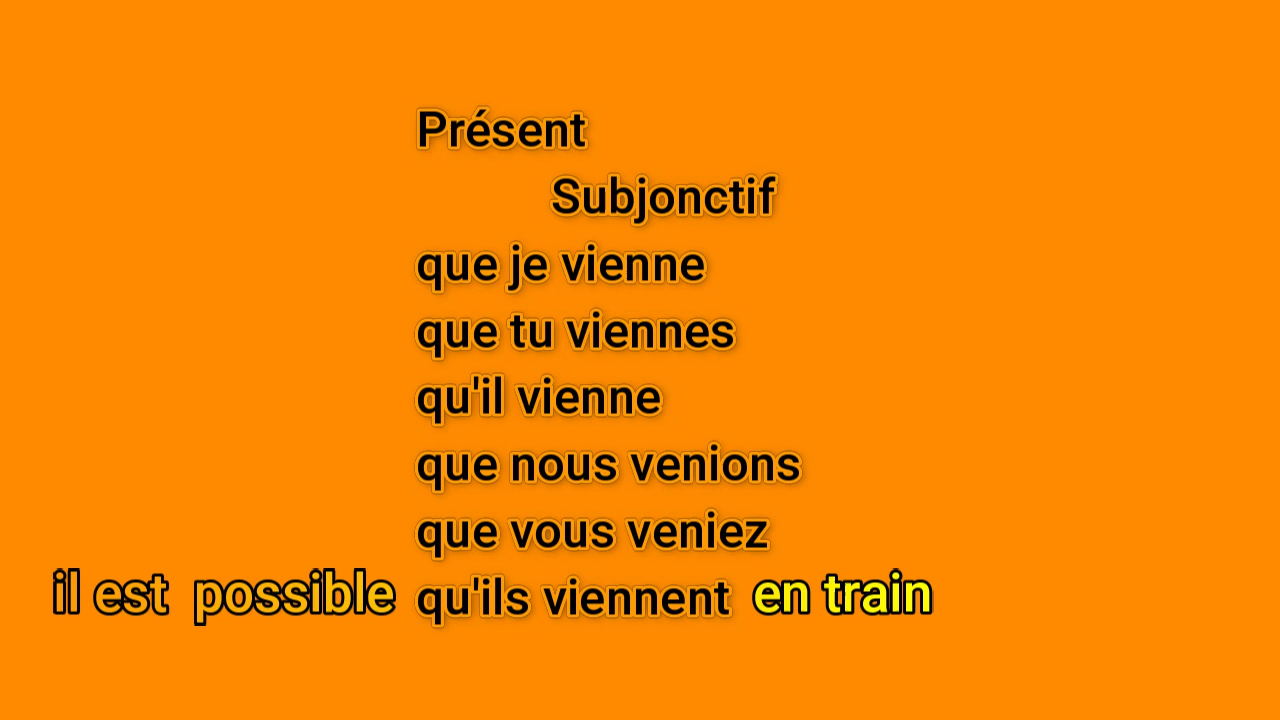 Présent
Subjonctif
que je vienne
que tu viennes
qu'il vienne
que nous venions
que vous veniez
il est possible qu'ils viennent en train